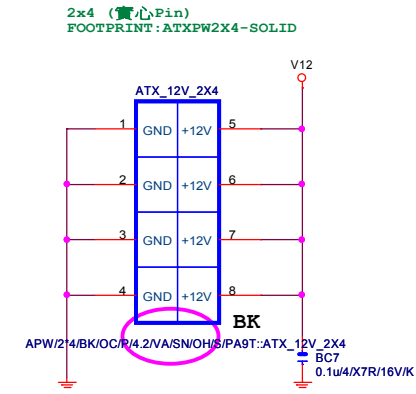 2x4 (實心Pin)
FOOTPRINT:ATXPW2X4-SOLID
V12
ATX_12V_2X4
1 GND +12V 5
2 GND +12V 6
3 GND +12V 7
4 GND +12V 8
BK
APW/2*4/BK/OC/P/4.2/VA/SN/OH/S/PA9T::ATX_12V_2X4
BC7
0.1u/4/X7R/16V/K